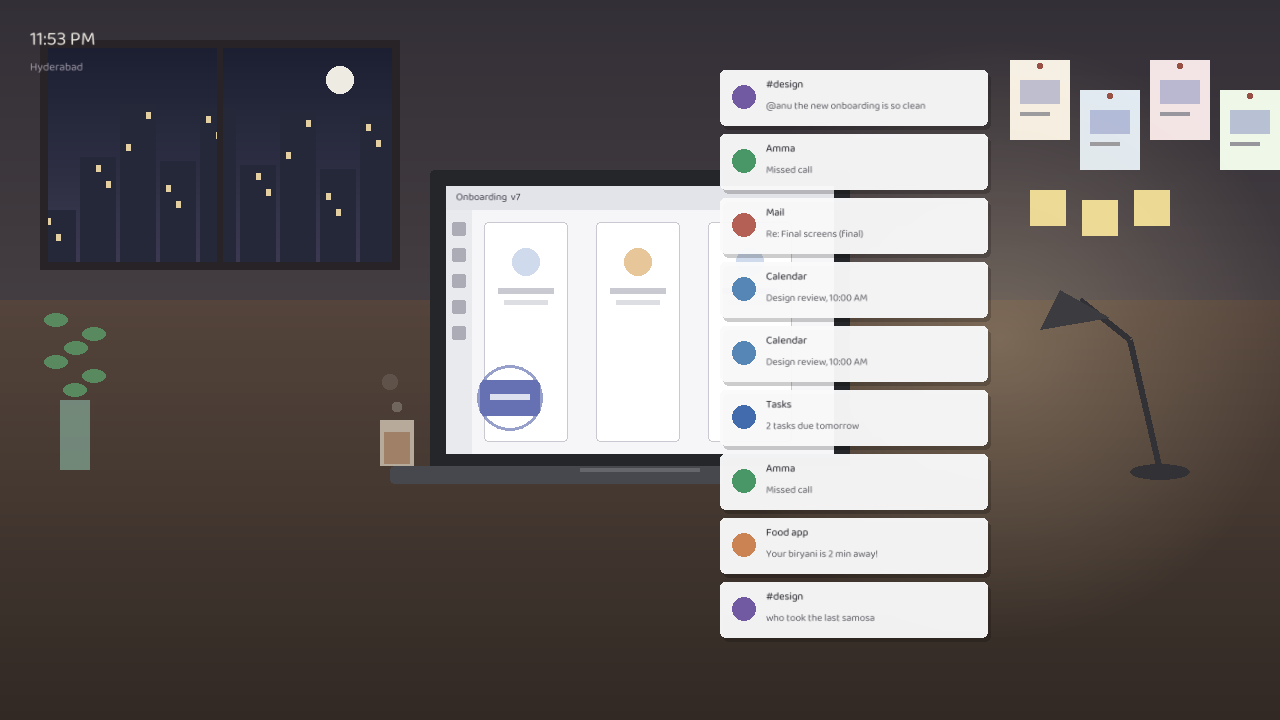 11:53 PM
Hyderabad
Onboarding v7
#design
@anu the new onboarding is so clean
Amma
Missed call
Mail
Re: Final screens (final)
Calendar
Design review, 10:00 AM
Calendar
Design review, 10:00 AM
Tasks
2 tasks due tomorrow
Amma
Missed call
Food app
Your biryani is 2 min away!
#design
who took the last samosa